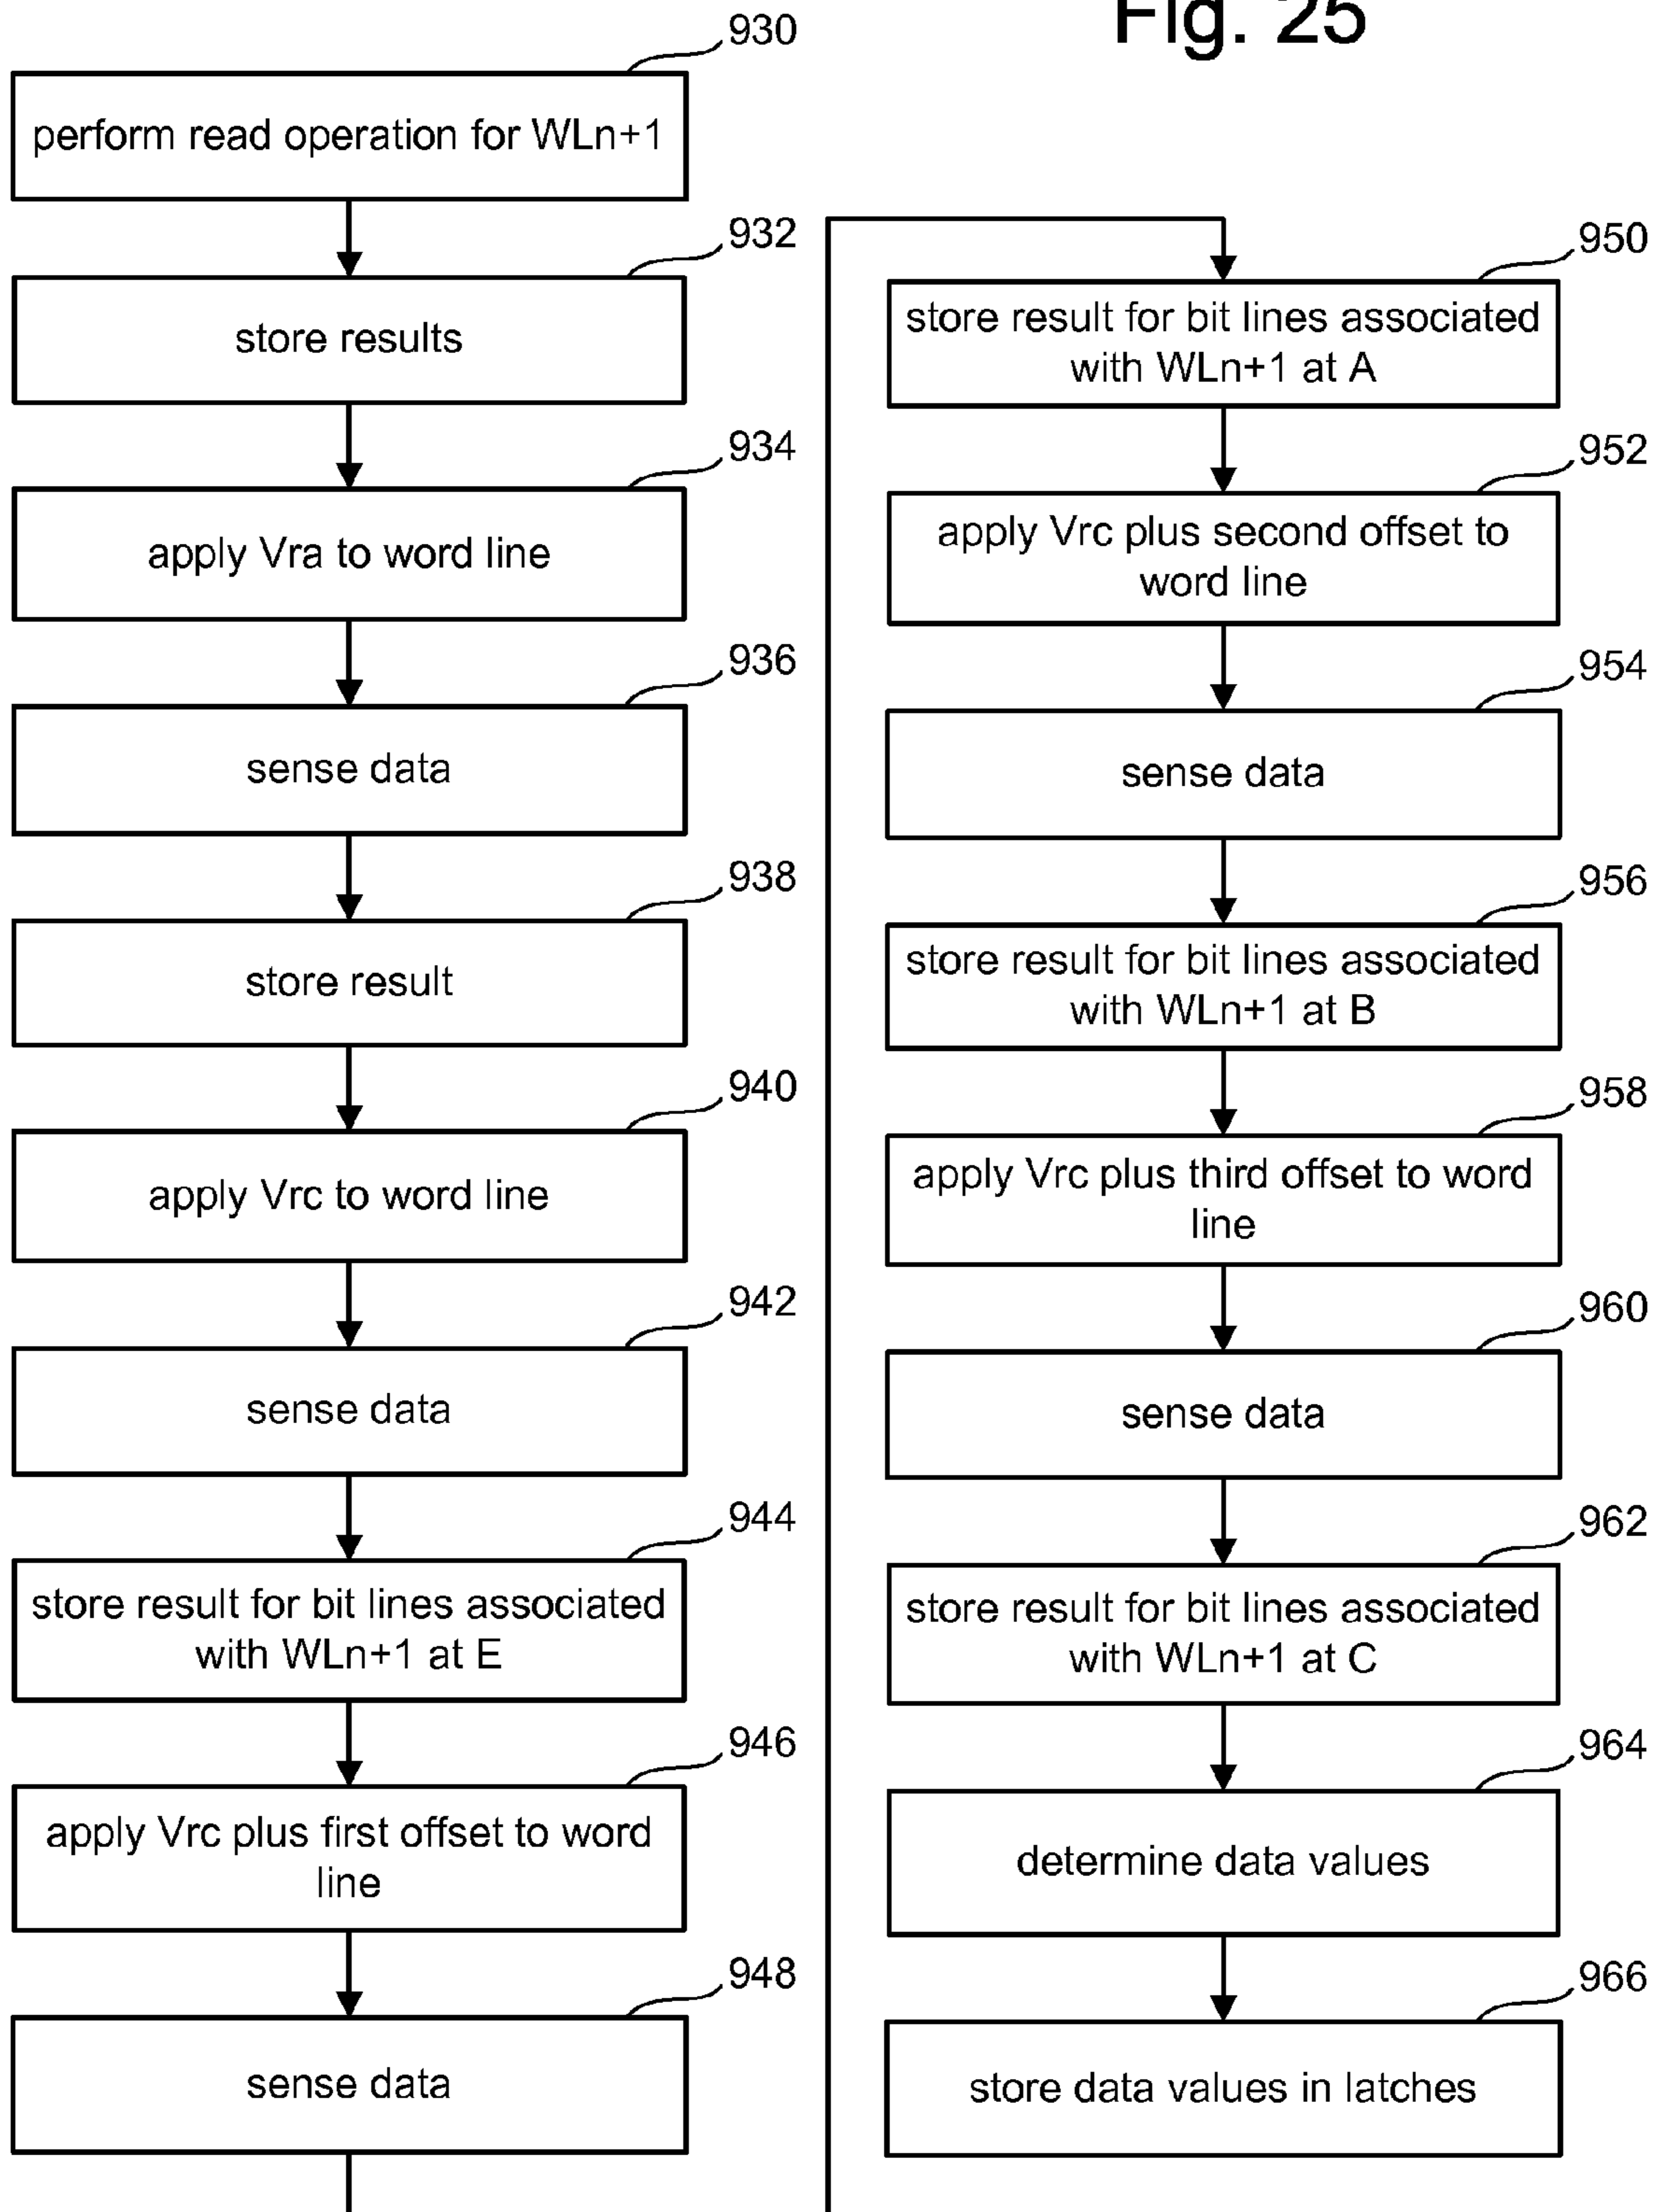 Fig. 25
930
perform read operation for WLn+1
932
store results
934
apply Vra to word line
936
sense data
938
store result
940
apply Vrc to word line
942
sense data
944
store result for bit lines associated
with WLn+1 at E
946
apply Vrc plus first offset to word
line
948
sense data
950
store result for bit lines associated
with WLn+1 at A
952
apply Vrc plus second offset to
word line
954
sense data
956
store result for bit lines associated
with WLn+1 at B
958
apply Vrc plus third offset to word
line
960
sense data
962
store result for bit lines associated
with WLn+1 at C
964
determine data values
966
store data values in latches